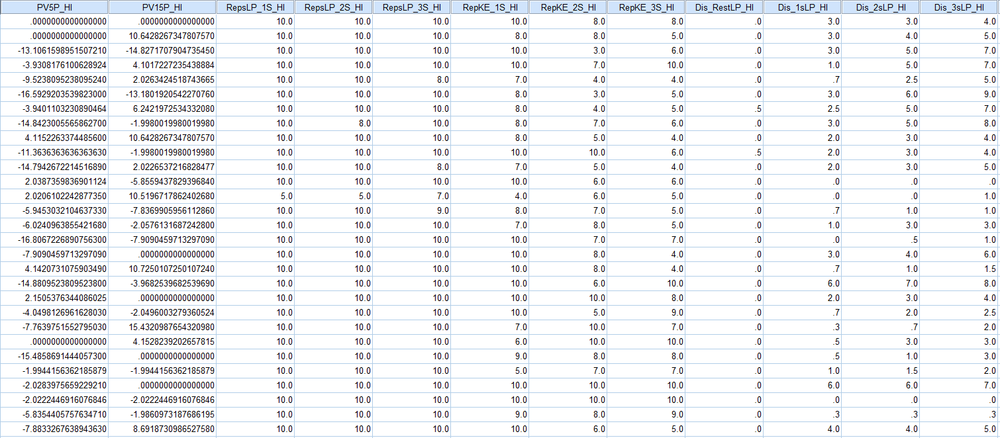 PV5P_HI PV15P_HI RepsLP_1S_HI RepsLP_2S_HI RepsLP_3S_HI RepKE_1S_HI RepKE_2S_HI RepKE_3S_HI Dis_RestLP_HI Dis_1sLP_HI Dis_2sLP_HI Dis_3sLP_HI
.0000000000000000 .0000000000000000 10.0 10.0 10.0 10.0 8.0 8.0 .0 3.0 3.0 4.0
.0000000000000000 10.6428267347807570 10.0 10.0 10.0 8.0 8.0 5.0 .0 3.0 4.0 5.0
-13.1061598951507210 -14.8271707904735450 10.0 10.0 10.0 10.0 3.0 6.0 .0 3.0 5.0 7.0
-3.9308176100628924 4.1017227235438884 10.0 10.0 10.0 10.0 7.0 10.0 .0 1.0 5.0 7.0
-9.5238095238095240 2.0263424518743665 10.0 10.0 8.0 7.0 4.0 4.0 .0 .7 2.5 5.0
-16.5929203539823000 -13.1801920542270760 10.0 10.0 10.0 8.0 3.0 5.0 .0 3.0 6.0 9.0
-3.9401103230890464 6.2421972534332080 10.0 10.0 10.0 8.0 4.0 5.0 .5 2.5 5.0 7.0
-14.8423005565862700 -1.9980019980019980 10.0 8.0 10.0 8.0 7.0 6.0 .0 3.0 5.0 8.0
4.1152263374485600 10.6428267347807570 10.0 10.0 10.0 8.0 5.0 4.0 .0 2.0 3.0 4.0
-11.3636363636363630 -1.9980019980019980 10.0 10.0 10.0 10.0 10.0 6.0 .5 2.0 3.0 4.0
-14.7942672214516890 2.0226537216828477 10.0 10.0 8.0 7.0 5.0 4.0 .0 2.0 3.0 5.0
2.0387359836901124 -5.8559437829396840 10.0 10.0 10.0 10.0 6.0 6.0 .0 .0 .0 .0
2.0206102242877350 10.5196717862402680 5.0 5.0 7.0 4.0 6.0 5.0 .0 .0 .0 1.0
-5.9453032104637330 -7.8369905956112860 10.0 10.0 9.0 8.0 7.0 5.0 .0 .7 1.0 1.0
-6.0240963855421680 -2.0576131687242800 10.0 10.0 10.0 7.0 8.0 5.0 .0 1.0 3.0 3.0
-16.8067226890756300 -7.9090459713297090 10.0 10.0 10.0 10.0 7.0 7.0 .0 .0 .5 1.0
-7.9090459713297090 .0000000000000000 10.0 10.0 10.0 10.0 8.0 4.0 .0 3.0 4.0 6.0
4.1420731075903490 10.7250107250107240 10.0 10.0 10.0 10.0 8.0 4.0 .0 .7 1.0 1.5
-14.8809523809523800 -3.9682539682539690 10.0 10.0 10.0 10.0 6.0 10.0 .0 6.0 7.0 8.0
2.1505376344086025 .0000000000000000 10.0 10.0 10.0 10.0 10.0 8.0 .0 2.0 3.0 4.0
-4.0498126961628030 -2.0496003279360524 10.0 10.0 10.0 10.0 5.0 9.0 .0 .7 2.0 2.5
-7.7639751552795030 15.4320987654320980 10.0 10.0 10.0 7.0 10.0 7.0 .0 .3 .7 2.0
.0000000000000000 4.1528239202657815 10.0 10.0 10.0 6.0 10.0 10.0 .0 .5 3.0 3.0
-15.4858691444057300 .0000000000000000 10.0 10.0 10.0 9.0 8.0 8.0 .0 .5 1.0 3.0
-1.9944156362185879 -1.9944156362185879 10.0 10.0 10.0 5.0 7.0 7.0 .0 1.0 1.5 2.0
-2.0283975659229210 .0000000000000000 10.0 10.0 10.0 10.0 10.0 10.0 .0 6.0 6.0 7.0
-2.0222446916076846 -2.0222446916076846 10.0 10.0 10.0 10.0 10.0 10.0 .0 .0 .0 .0
-5.8354405757634710 -1.9860973187686195 10.0 10.0 10.0 9.0 8.0 9.0 .0 .3 .3 .3
-7.8833267638943630 8.6918730986527580 10.0 10.0 10.0 10.0 6.0 5.0 .0 4.0 4.0 5.0